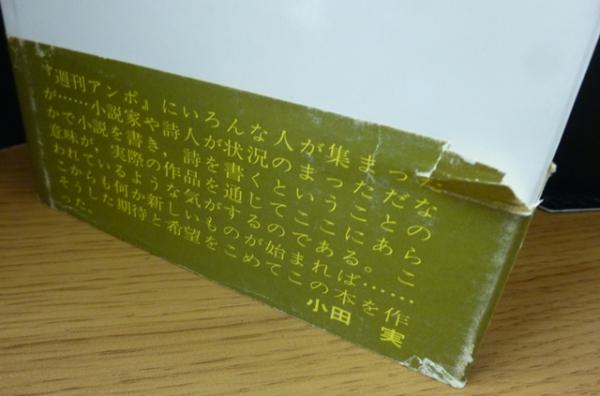 『週刊アンポ』にいろんな人が集まった
が……小説家や詩人が状況のまっただな
かで小説を書き，詩を書くということの
意味が，実際の作品を通じてここにあら
われているような気がするのである。こ
こからも何か新しいものが始まれば……
そうした期待と希望をこめてこの本を作
った．
小田　実